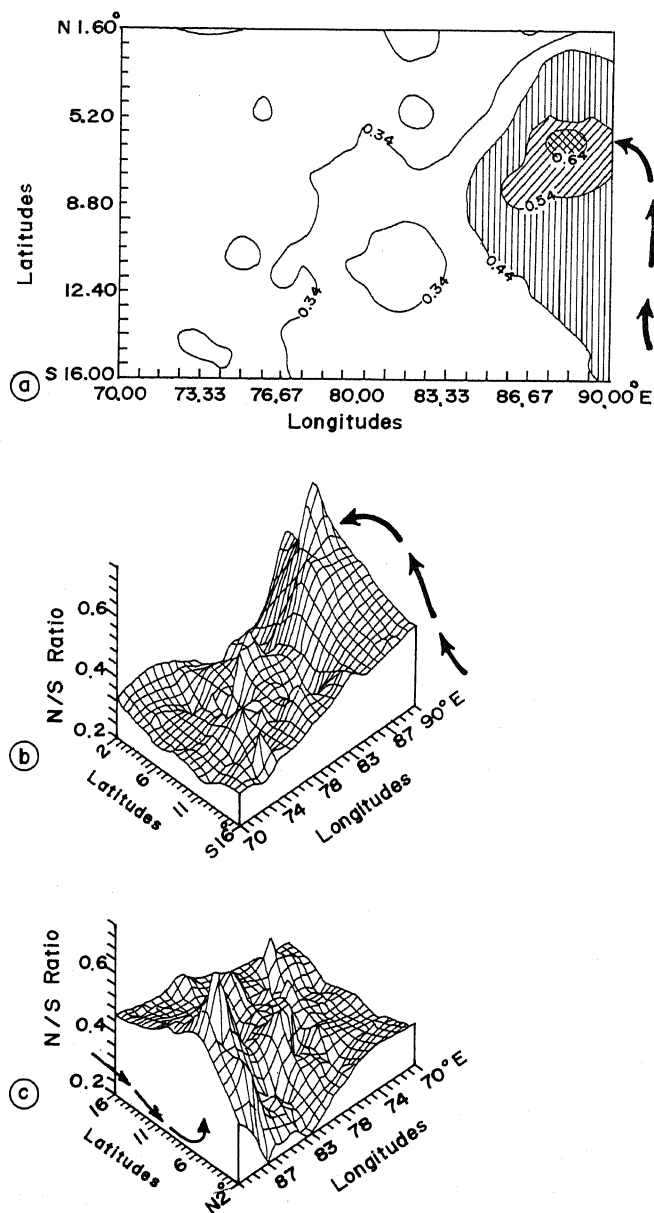 N 1.60°
5.20
8.80
12.40
S 16.00
Latitudes
0.34
0.34
0.34
0.44
0.54
0.64
70.00 73.33 76.67 80.00 83.33 86.67 90.00°E
Longitudes
a
0.6
0.4
0.2
N/S Ratio
2 6 11 S16°
Latitudes
70 74 78 83 87 90°E
Longitudes
b
0.6
0.4
0.2
N/S Ratio
16 11 6 N2°
Latitudes
87 83 78 74 70°E
Longitudes
c